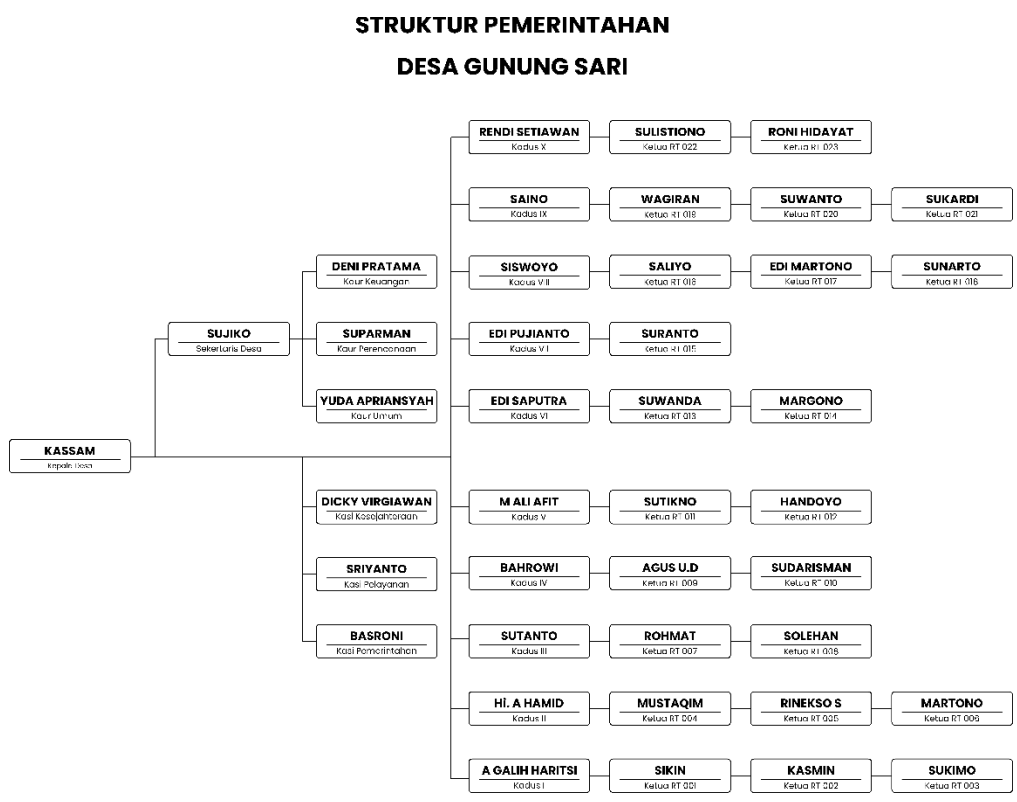 STRUKTUR PEMERINTAHAN
DESA GUNUNG SARI
RENDI SETIAWAN
Kadus X
SULISTIONO
Ketua RT 022
RONI HIDAYAT
Ketua RT 023
SAINO
Kadus IX
WAGIRAN
Ketua RT 019
SUWANTO
Ketua RT 020
SUKARDI
Ketua RT 021
DENI PRATAMA
Kaur Keuangan
SISWOYO
Kadus VIII
SALIYO
Ketua RT 018
EDI MARTONO
Ketua RT 017
SUNARTO
Ketua RT 016
SUJIKO
Sekertaris Desa
SUPARMAN
Kaur Perencanaan
EDI PUJIANTO
Kadus VII
SURANTO
Ketua RT 015
YUDA APRIANSYAH
Kaur Umum
EDI SAPUTRA
Kadus VI
SUWANDA
Ketua RT 013
MARGONO
Ketua RT 014
KASSAM
Kepala Desa
DICKY VIRGIAWAN
Kasi Kesejahteraan
M ALI AFIT
Kadus V
SUTIKNO
Ketua RT 011
HANDOYO
Ketua RT 012
SRIYANTO
Kasi Pelayanan
BAHROWI
Kadus IV
AGUS U.D
Ketua RT 009
SUDARISMAN
Ketua RT 010
BASRONI
Kasi Pemerintahan
SUTANTO
Kadus III
ROHMAT
Ketua RT 007
SOLEHAN
Ketua RT 008
Hi. A HAMID
Kadus II
MUSTAQIM
Ketua RT 004
RINEKSO S
Ketua RT 005
MARTONO
Ketua RT 006
A GALIH HARITSI
Kadus I
SIKIN
Ketua RT 001
KASMIN
Ketua RT 002
SUKIMO
Ketua RT 003